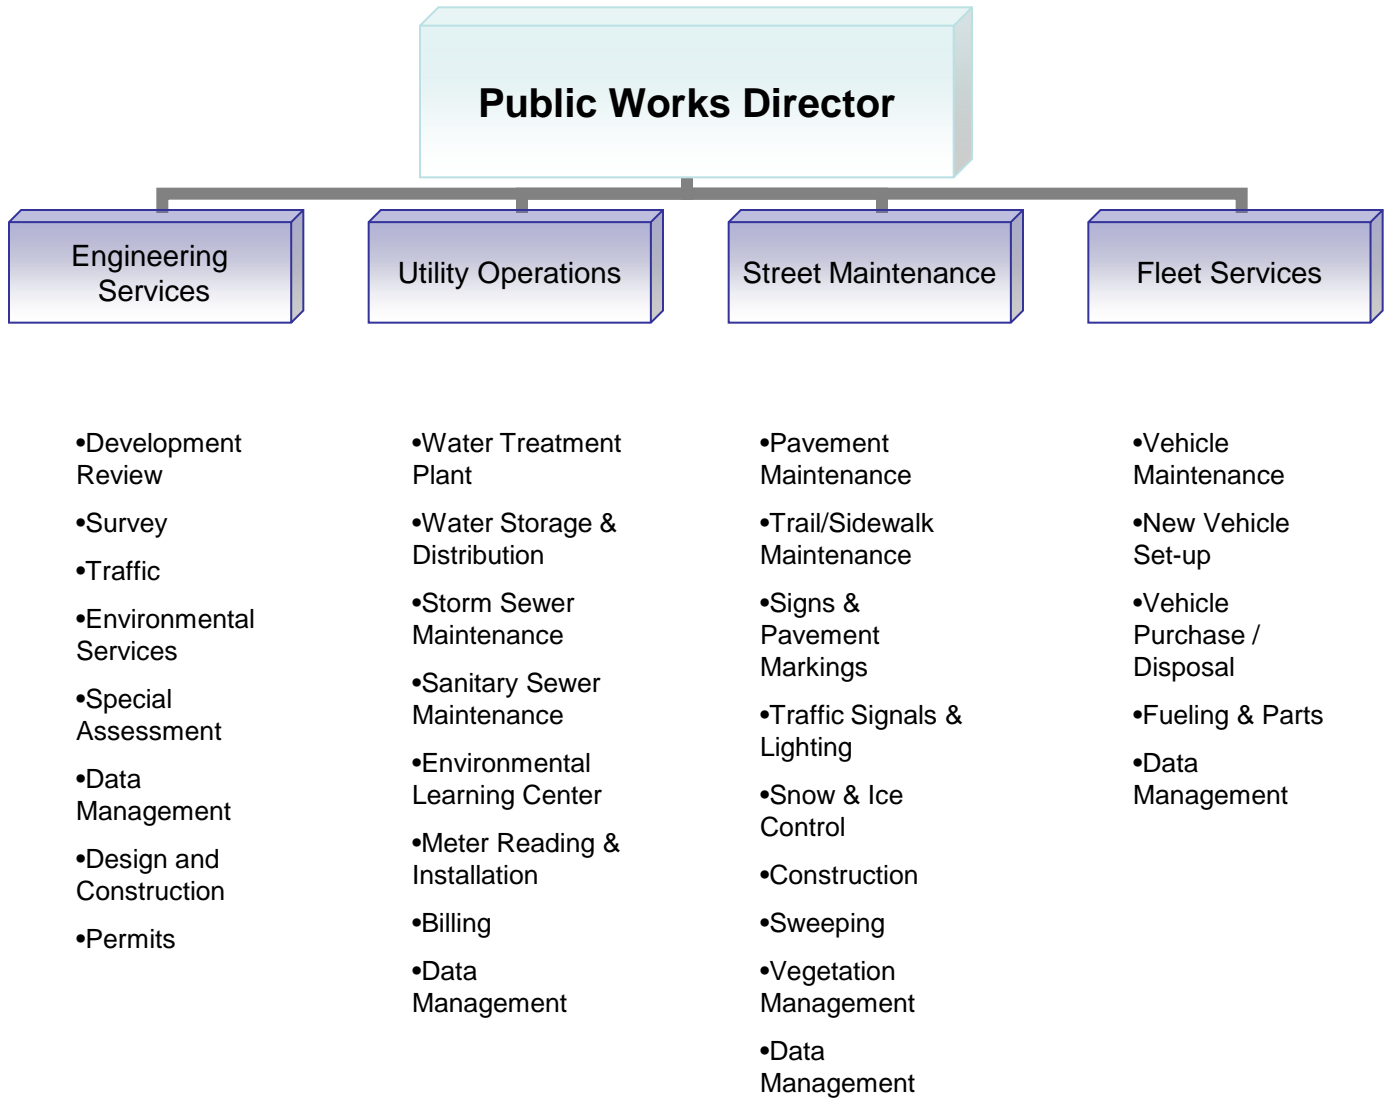 Public Works Director
Engineering
Services
Utility Operations
Street Maintenance
Fleet Services
•Development
Review
•Survey
•Traffic
•Environmental
Services
•Special
Assessment
•Data
Management
•Design and
Construction
•Permits
•Water Treatment
Plant
•Water Storage &
Distribution
•Storm Sewer
Maintenance
•Sanitary Sewer
Maintenance
•Environmental
Learning Center
•Meter Reading &
Installation
•Billing
•Data
Management
•Pavement
Maintenance
•Trail/Sidewalk
Maintenance
•Signs &
Pavement
Markings
•Traffic Signals &
Lighting
•Snow & Ice
Control
•Construction
•Sweeping
•Vegetation
Management
•Data
Management
•Vehicle
Maintenance
•New Vehicle
Set-up
•Vehicle
Purchase /
Disposal
•Fueling & Parts
•Data
Management